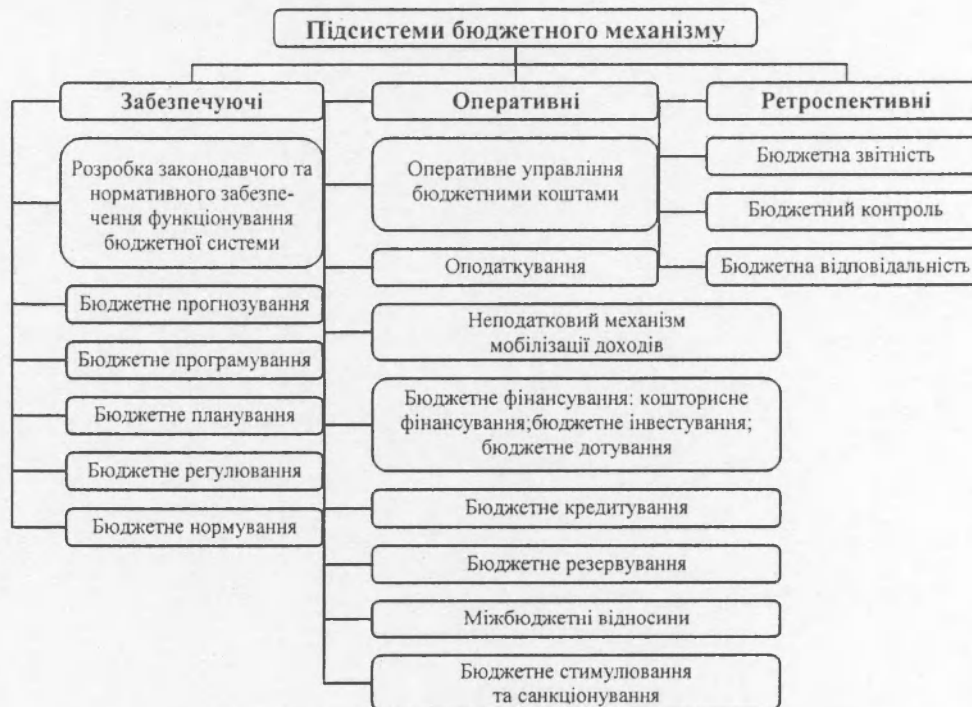 Підсистеми бюджетного механізму
Забезпечуючі
Розробка законодавчого та
нормативного забезпе-
чення функціонування
бюджетної системи
Бюджетне прогнозування
Бюджетне програмування
Бюджетне планування
Бюджетне регулювання
Бюджетне нормування
Оперативні
Оперативне управління
бюджетними коштами
Оподаткування
Неподатковий механізм
мобілізації доходів
Бюджетне фінансування: кошторисне
фінансування;бюджетне інвестування;
бюджетне дотування
Бюджетне кредитування
Бюджетне резервування
Міжбюджетні відносини
Бюджетне стимулювання
та санкціонування
Ретроспективні
Бюджетна звітність
Бюджетний контроль
Бюджетна відповідальність